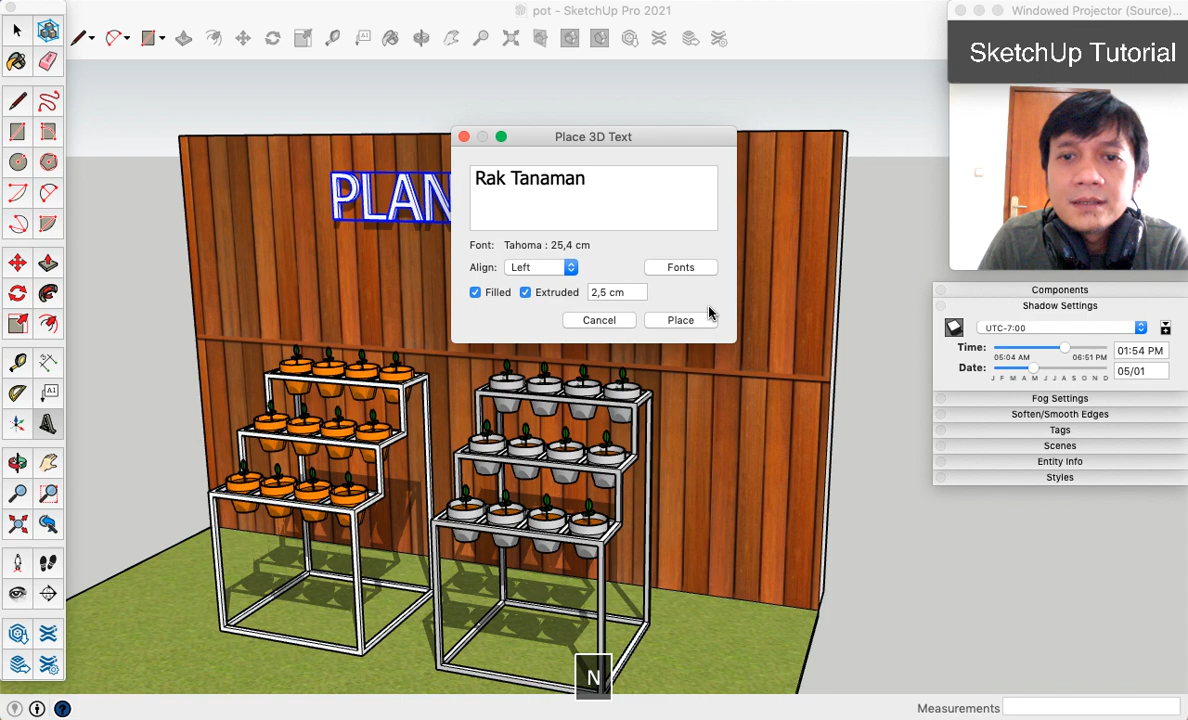 pot - SketchUp Pro 2021
Windowed Projector (Source)...
SketchUp Tutorial
Place 3D Text
Rak Tanaman
PLAN
Font: Tahoma : 25,4 cm
Align: Left
Fonts
Filled Extruded 2,5 cm
Cancel Place
Components
Shadow Settings
UTC-7:00
Time: 05:04 AM 06:51 PM 01:54 PM
Date: J F M A M J J A S O N D 05/01
Fog Settings
Soften/Smooth Edges
Tags
Scenes
Entity Info
Styles
A1
A1
N
Measurements